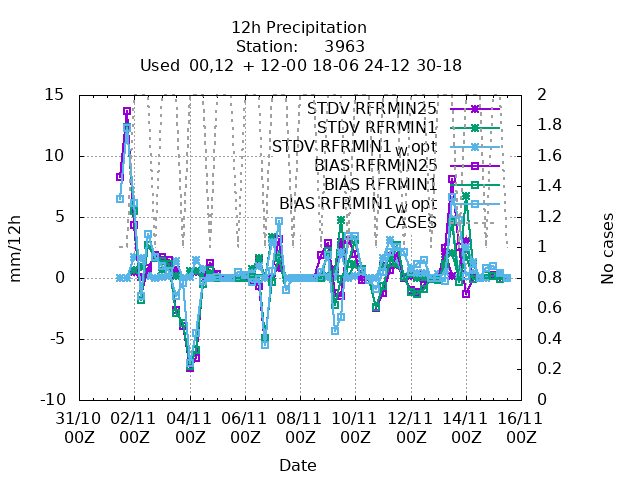 12h Precipitation
Station: 3963
Used 00,12 + 12-00 18-06 24-12 30-18
mm/12h
No cases
15
10
5
0
-5
-10
2
1.8
1.6
1.4
1.2
1
0.8
0.6
0.4
0.2
0
STDV RFRMIN25
STDV RFRMIN1
STDV RFRMIN1w opt
BIAS RFRMIN25
BIAS RFRMIN1
BIAS RFRMIN1w opt
CASES
31/10 02/11 04/11 06/11 08/11 10/11 12/11 14/11 16/11
00Z 00Z 00Z 00Z 00Z 00Z 00Z 00Z 00Z
Date